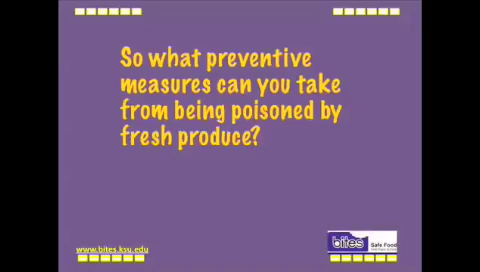 So what preventive
measures can you take
from being poisoned by
fresh produce?
www.bites.ksu.edu
bites
Safe Food